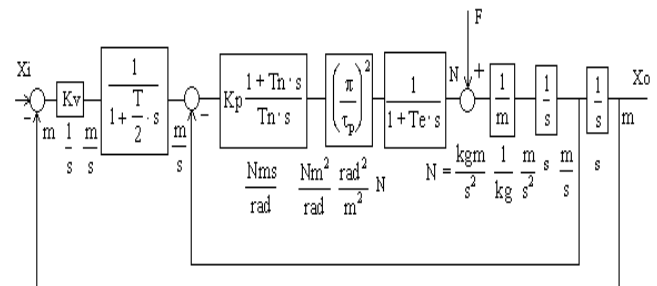 F
Xi
Kv
1
1+ T/2 · s
Kp 1 + Tn · s / Tn · s
(π / τp)²
1
1 + Te · s
N
+
1/m
1/s
1/s
Xo
-
-
m
1/s
m/s
m/s
Nms/rad
Nm²/rad
rad²/m²
N
N = kgm/s²
1/kg
m/s²
s
m/s
s
m